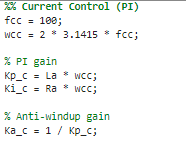 %% Current Control (PI)
fcc = 100;
wcc = 2 * 3.1415 * fcc;
% PI gain
Kp_c = La * wcc;
Ki_c = Ra * wcc;
% Anti-windup gain
Ka_c = 1 / Kp_c;